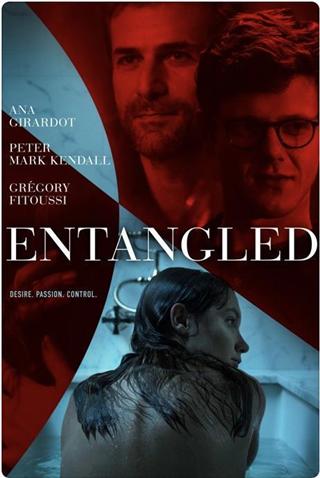 ANA
GIRARDOT
PETER
MARK KENDALL
GRÉGORY
FITOUSSI
ENTANGLED
DESIRE. PASSION. CONTROL.